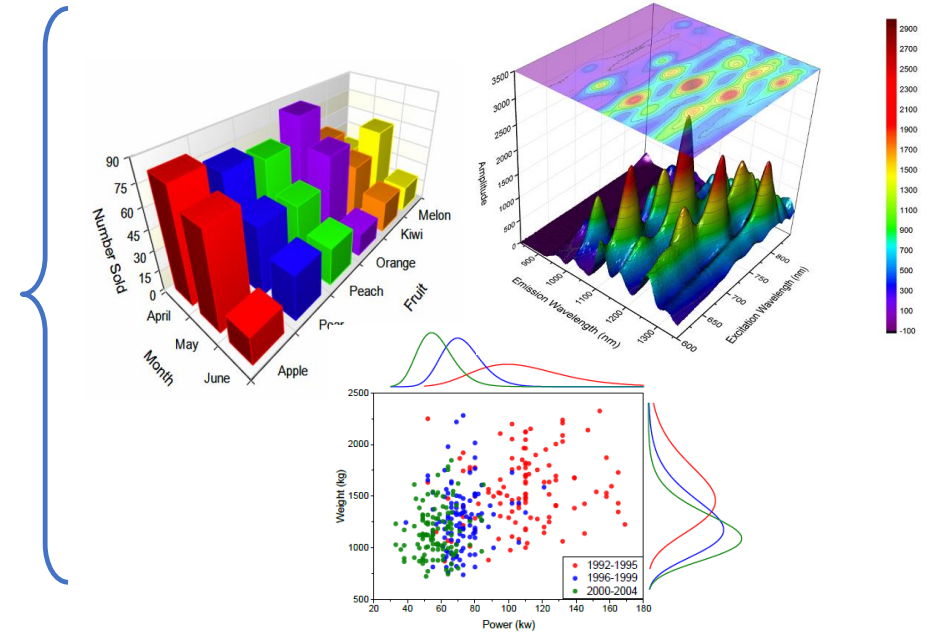 90
75
60
45
30
15
0
Number Sold
April
May
June
Month
Apple
Peach
Orange
Kiwi
Melon
Fruit
3500
3000
2500
2000
1500
1000
500
0
Amplitude
900
1000
1100
1200
1300
Emission Wavelength (nm)
600
650
700
750
800
Excitation Wavelength (nm)
2900
2700
2500
2300
2100
1900
1700
1500
1300
1100
900
700
500
300
100
-100
2500
2000
1500
1000
500
Weight (kg)
20 40 60 80 100 120 140 160 180
Power (kw)
1992-1995
1996-1999
2000-2004